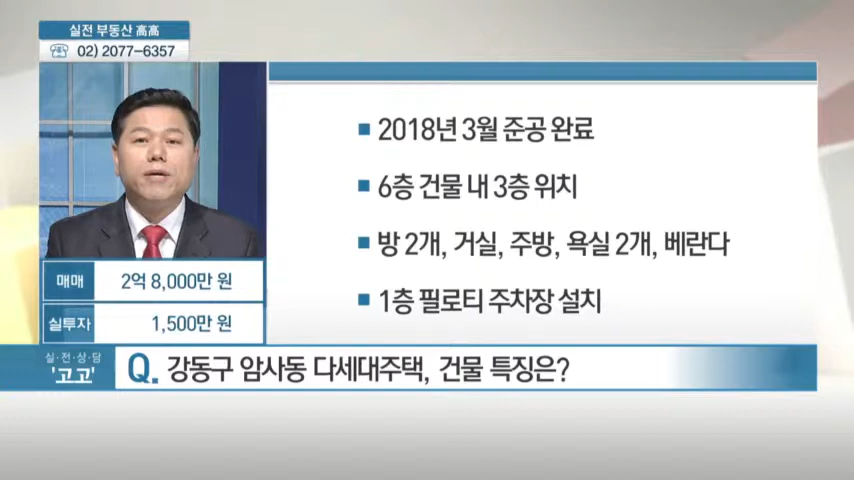 실전 부동산 高高
☎ 02) 2077-6357
■ 2018년 3월 준공 완료
■ 6층 건물 내 3층 위치
■ 방 2개, 거실, 주방, 욕실 2개, 베란다
■ 1층 필로티 주차장 설치
매매 2억 8,000만 원
실투자 1,500만 원
실·전·상·담
'고고'
Q. 강동구 암사동 다세대주택, 건물 특징은?